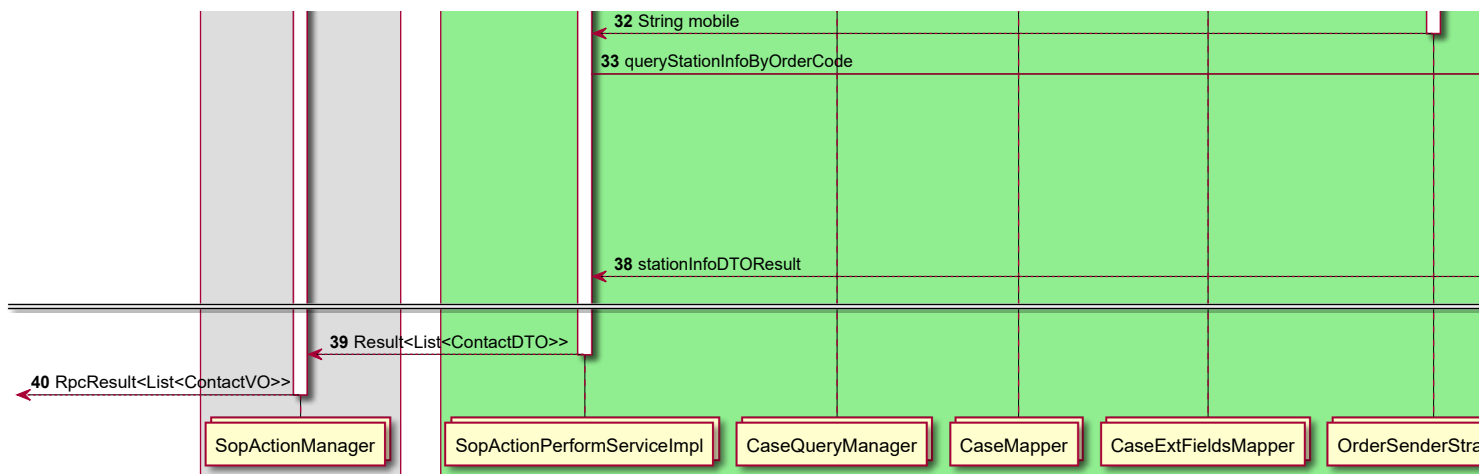 32 String mobile
33 queryStationInfoByOrderCode
38 stationInfoDTOResult
39 Result<List<ContactDTO>>
40 RpcResult<List<ContactVO>>
SopActionManager
SopActionPerformServiceImpl
CaseQueryManager
CaseMapper
CaseExtFieldsMapper
OrderSenderStra